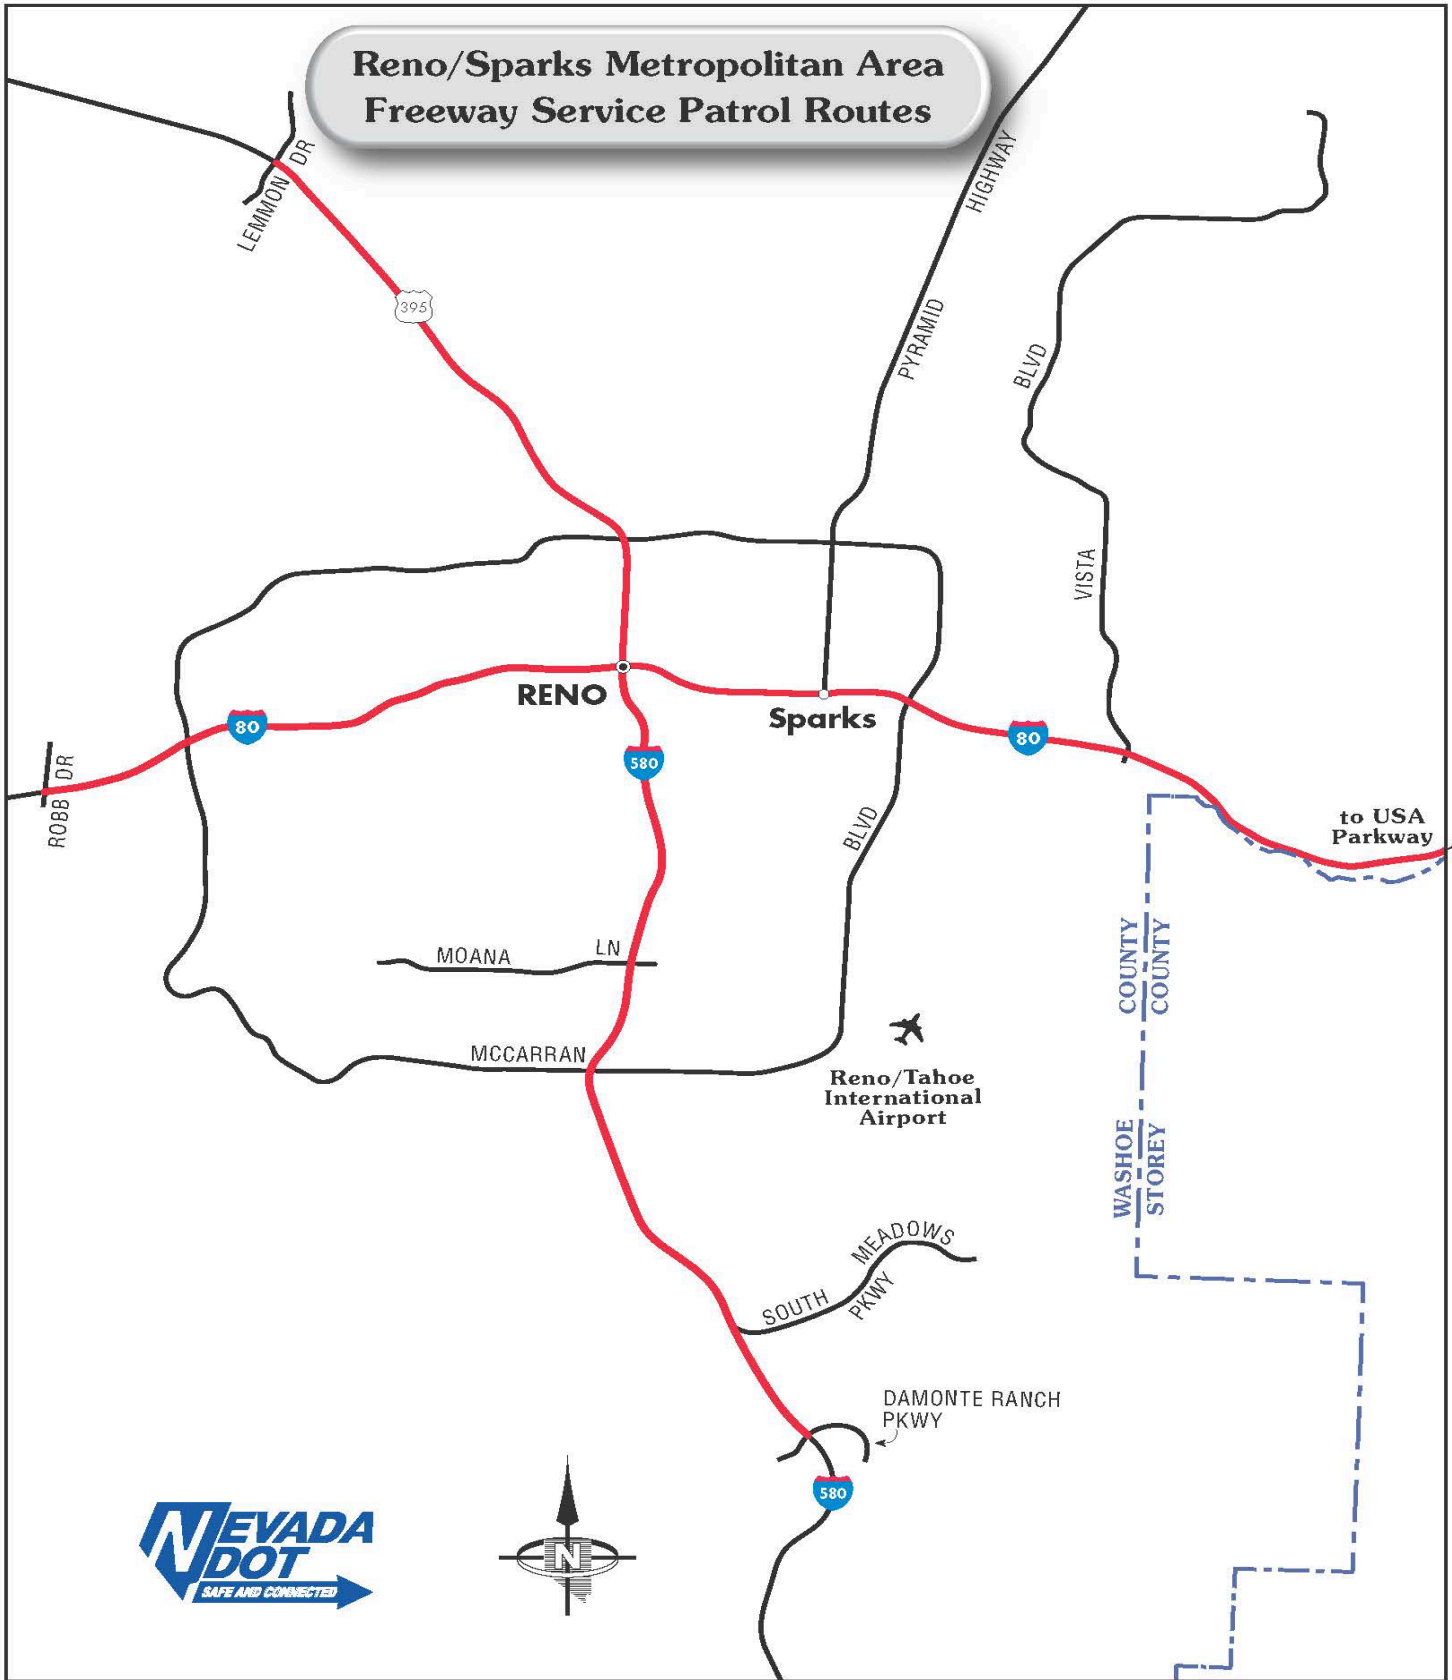 Reno/Sparks Metropolitan Area
Freeway Service Patrol Routes
LEMMON DR
395
PYRAMID HIGHWAY
VISTA BLVD
RENO
Sparks
80
80
580
ROBB DR
to USA
Parkway
MCCARRAN BLVD
MOANA LN
Reno/Tahoe
International
Airport
WASHOE COUNTY
STOREY COUNTY
SOUTH MEADOWS
PKWY
DAMONTE RANCH
PKWY
580
NEVADA
DOT
SAFE AND CONNECTED
N